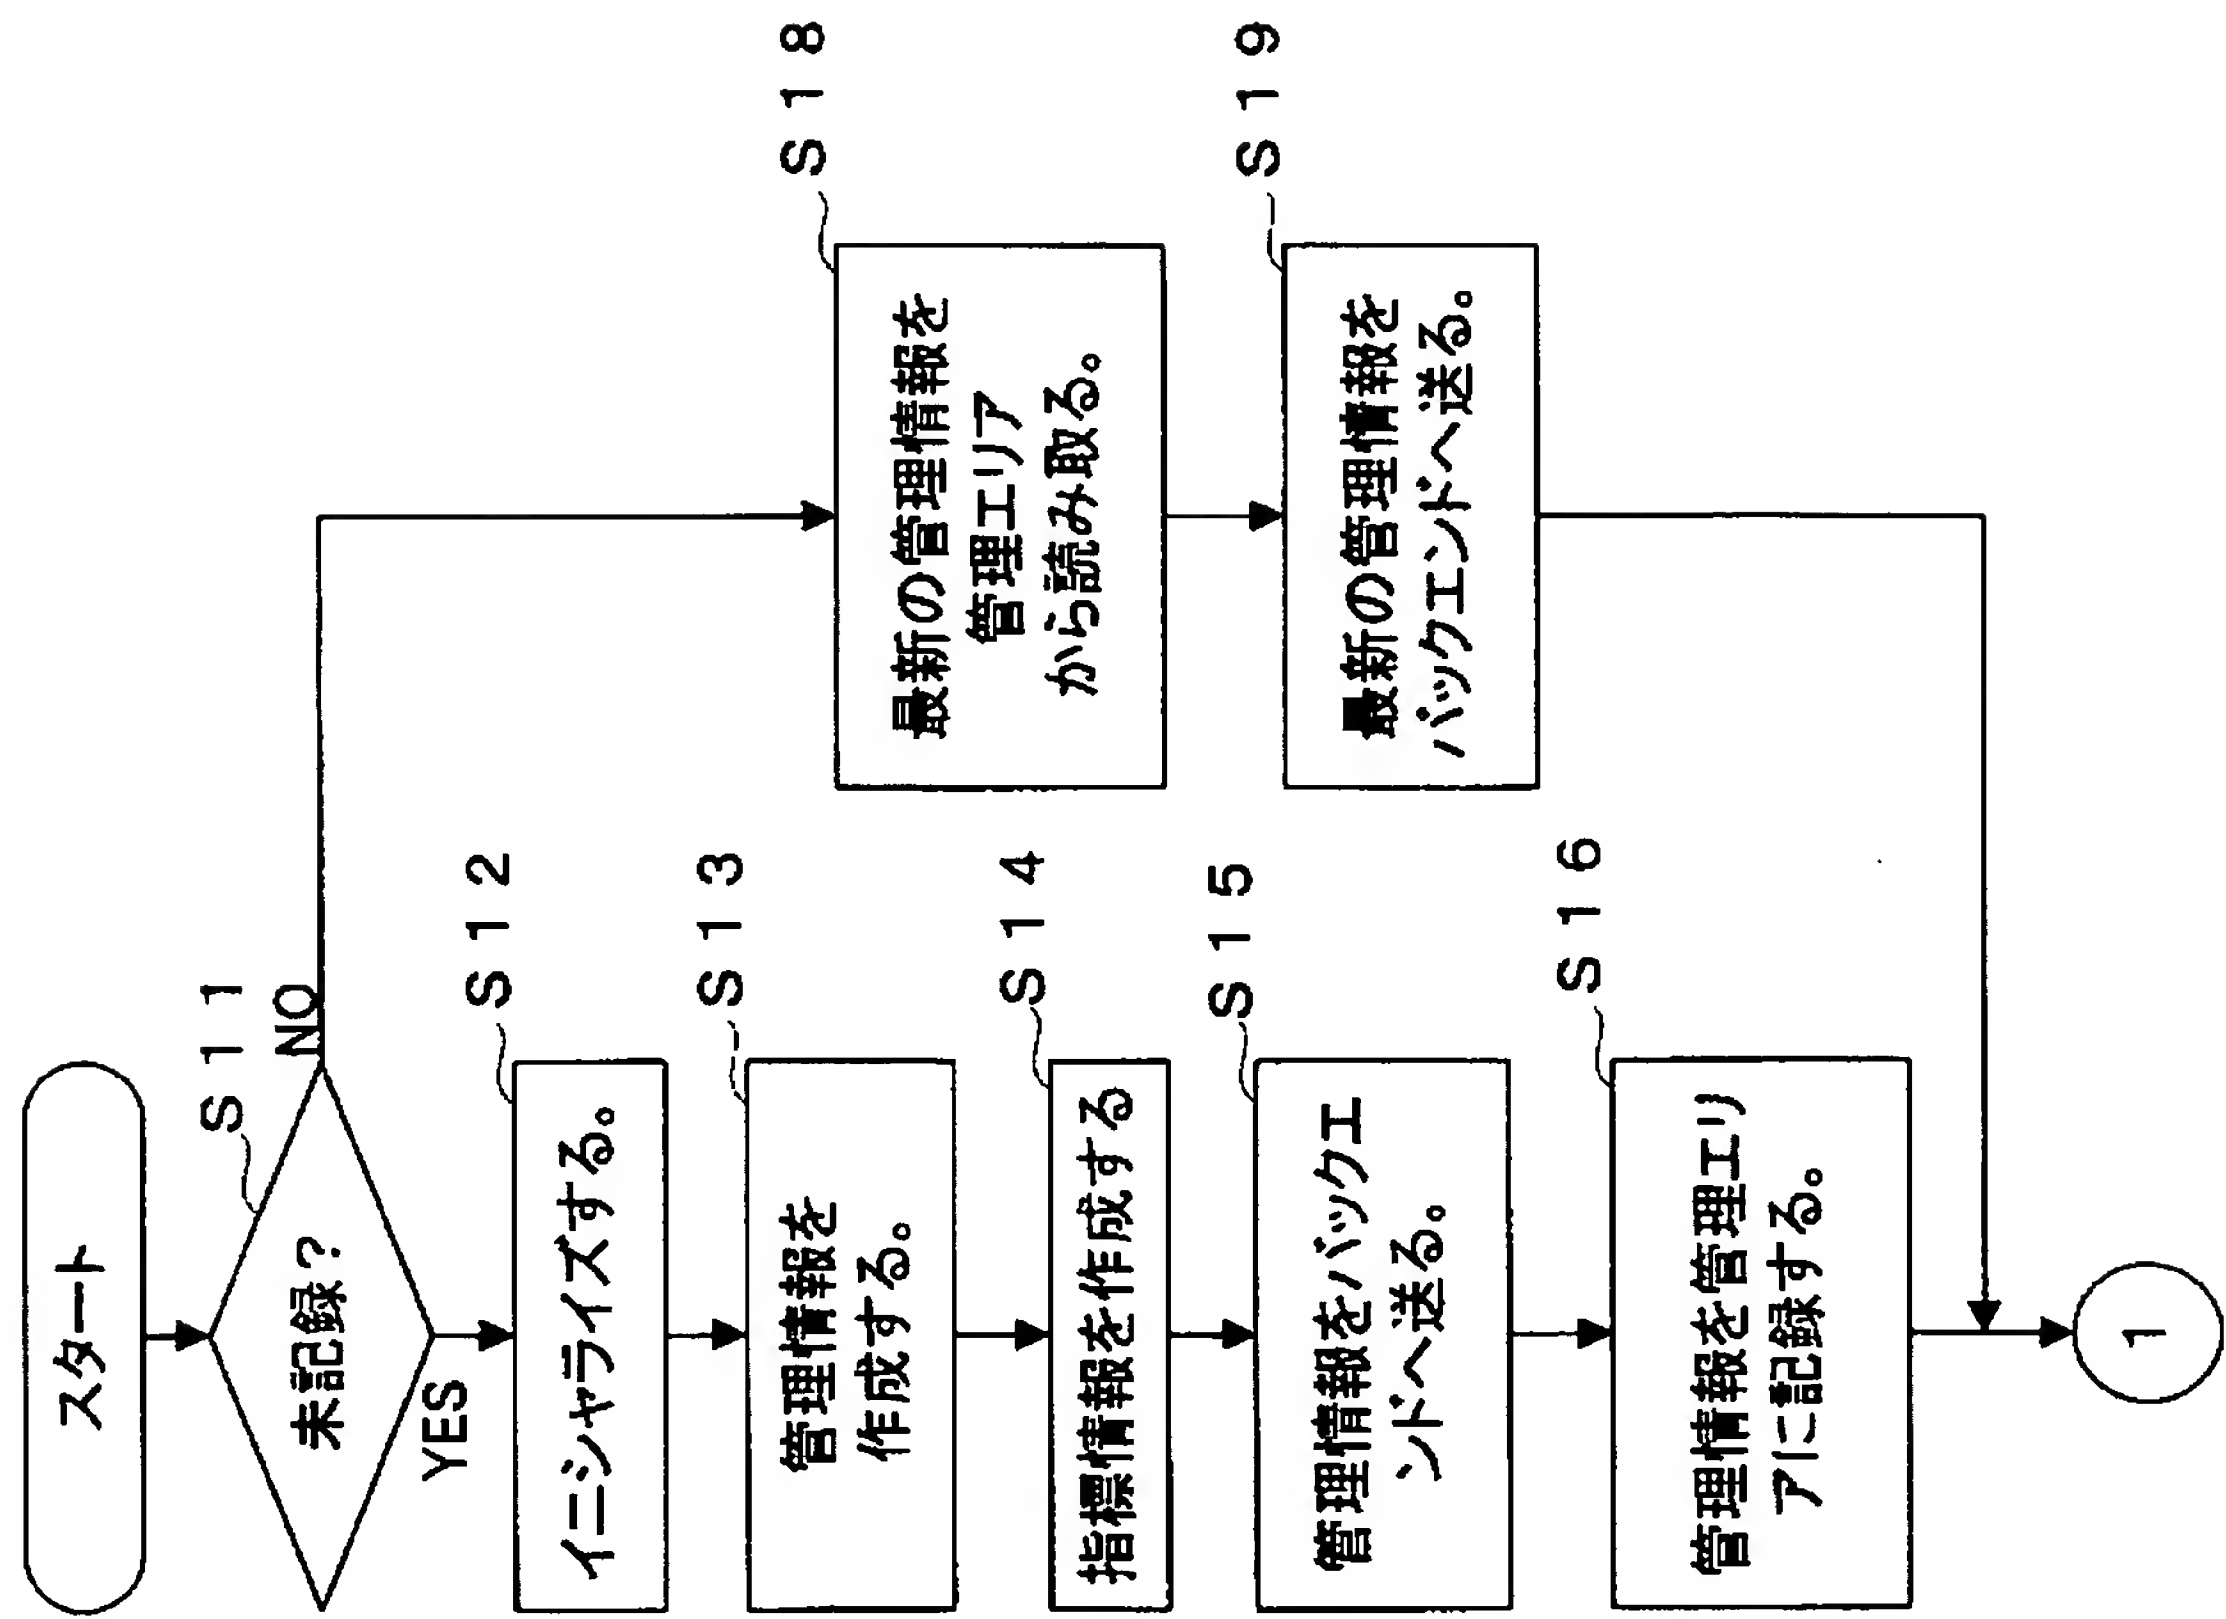 スタート
S11
未記録?
NO
YES
S12
イニシャライズする。
S13
管理情報を
作成する。
S14
指標情報を作成する
S15
管理情報をバックエ
ンドへ送る。
S16
管理情報を管理エリ
アに記録する。
S18
最新の管理情報を
管理エリア
から読み取る。
S19
最新の管理情報を
バックエンドへ送る。
1